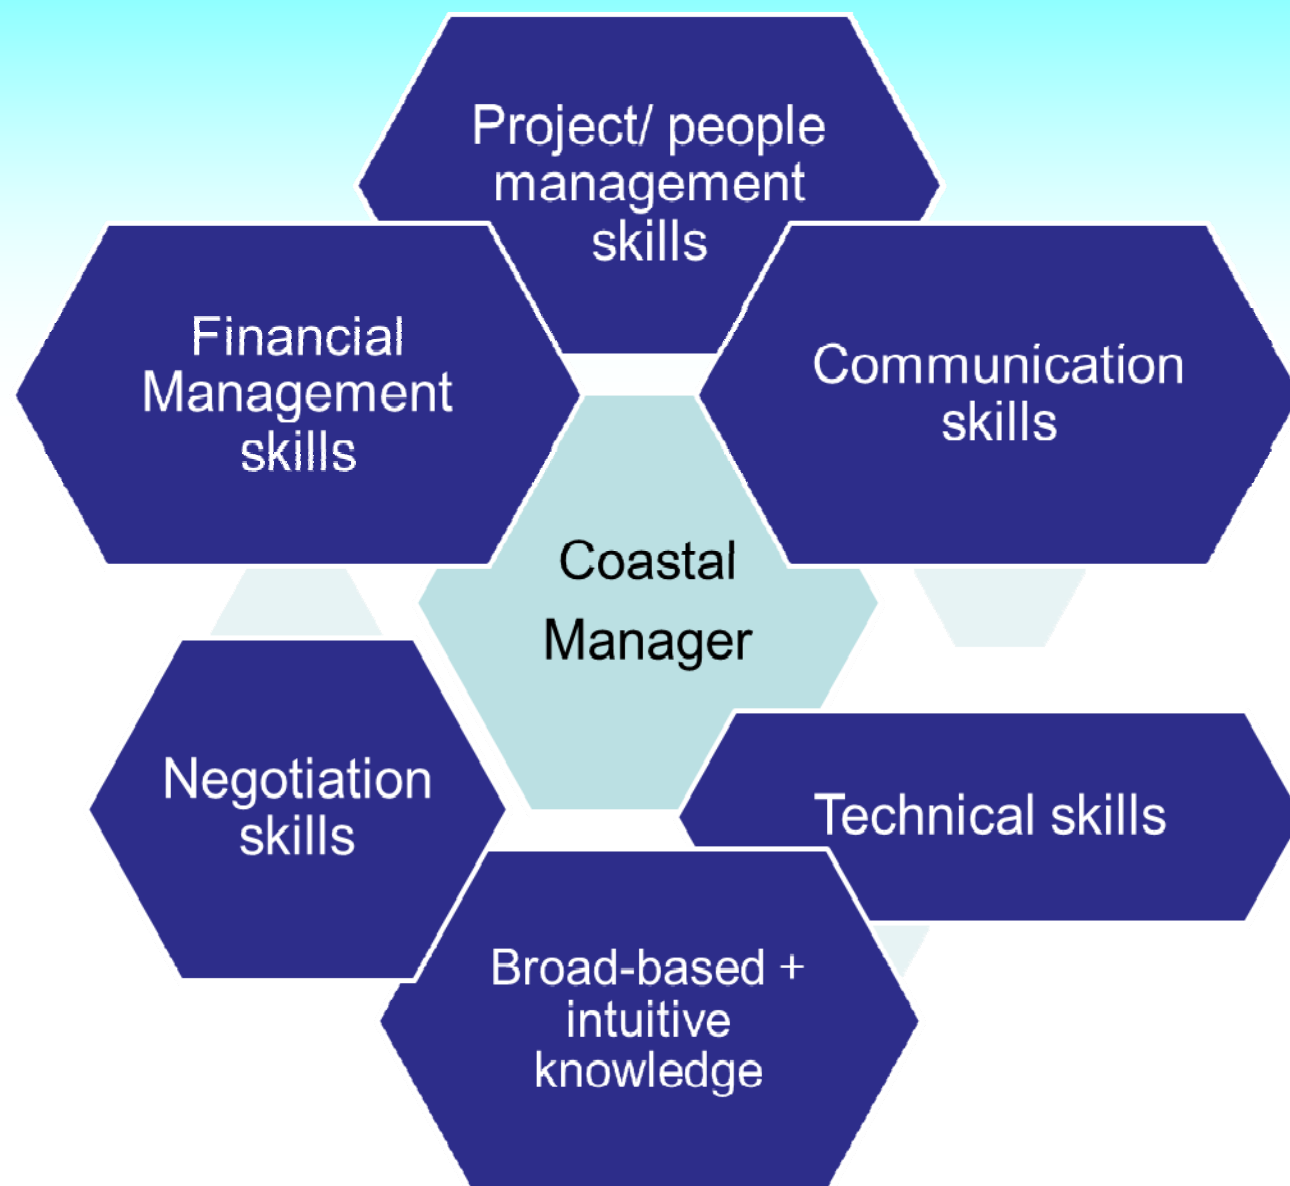 Project/ people
management
skills
Financial
Management
skills
Communication
skills
Coastal
Manager
Negotiation
skills
Technical skills
Broad-based +
intuitive
knowledge